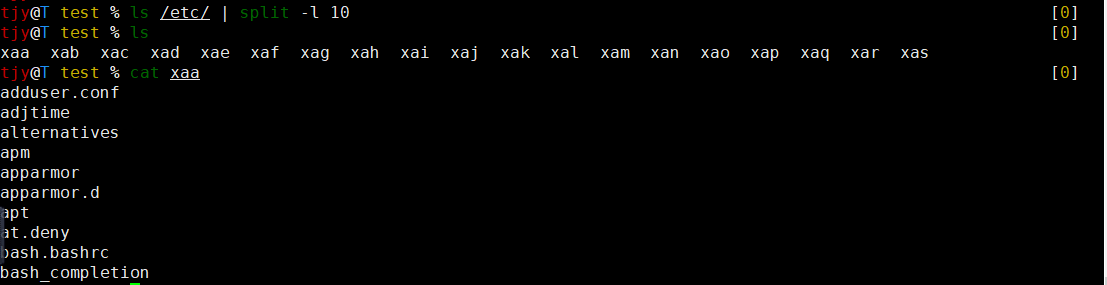 tjy@T test % ls /etc/ | split -l 10 [0]
tjy@T test % ls [0]
xaa xab xac xad xae xaf xag xah xai xaj xak xal xam xan xao xap xaq xar xas
tjy@T test % cat xaa [0]
adduser.conf
adjtime
alternatives
apm
apparmor
apparmor.d
apt
at.deny
bash.bashrc
bash_completion